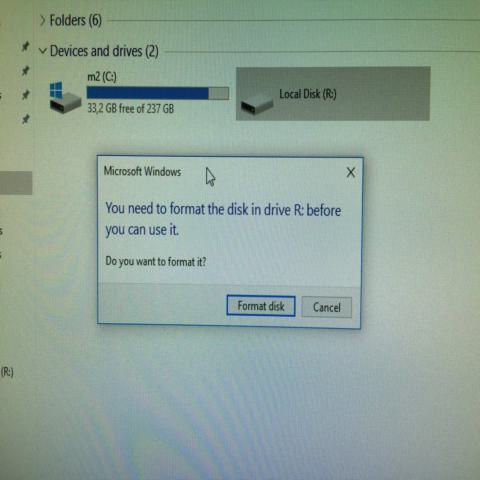 Folders (6)
Devices and drives (2)
m2 (C:)
33,2 GB free of 237 GB
Local Disk (R:)
Microsoft Windows
You need to format the disk in drive R: before
you can use it.
Do you want to format it?
Format disk
Cancel
(R:)